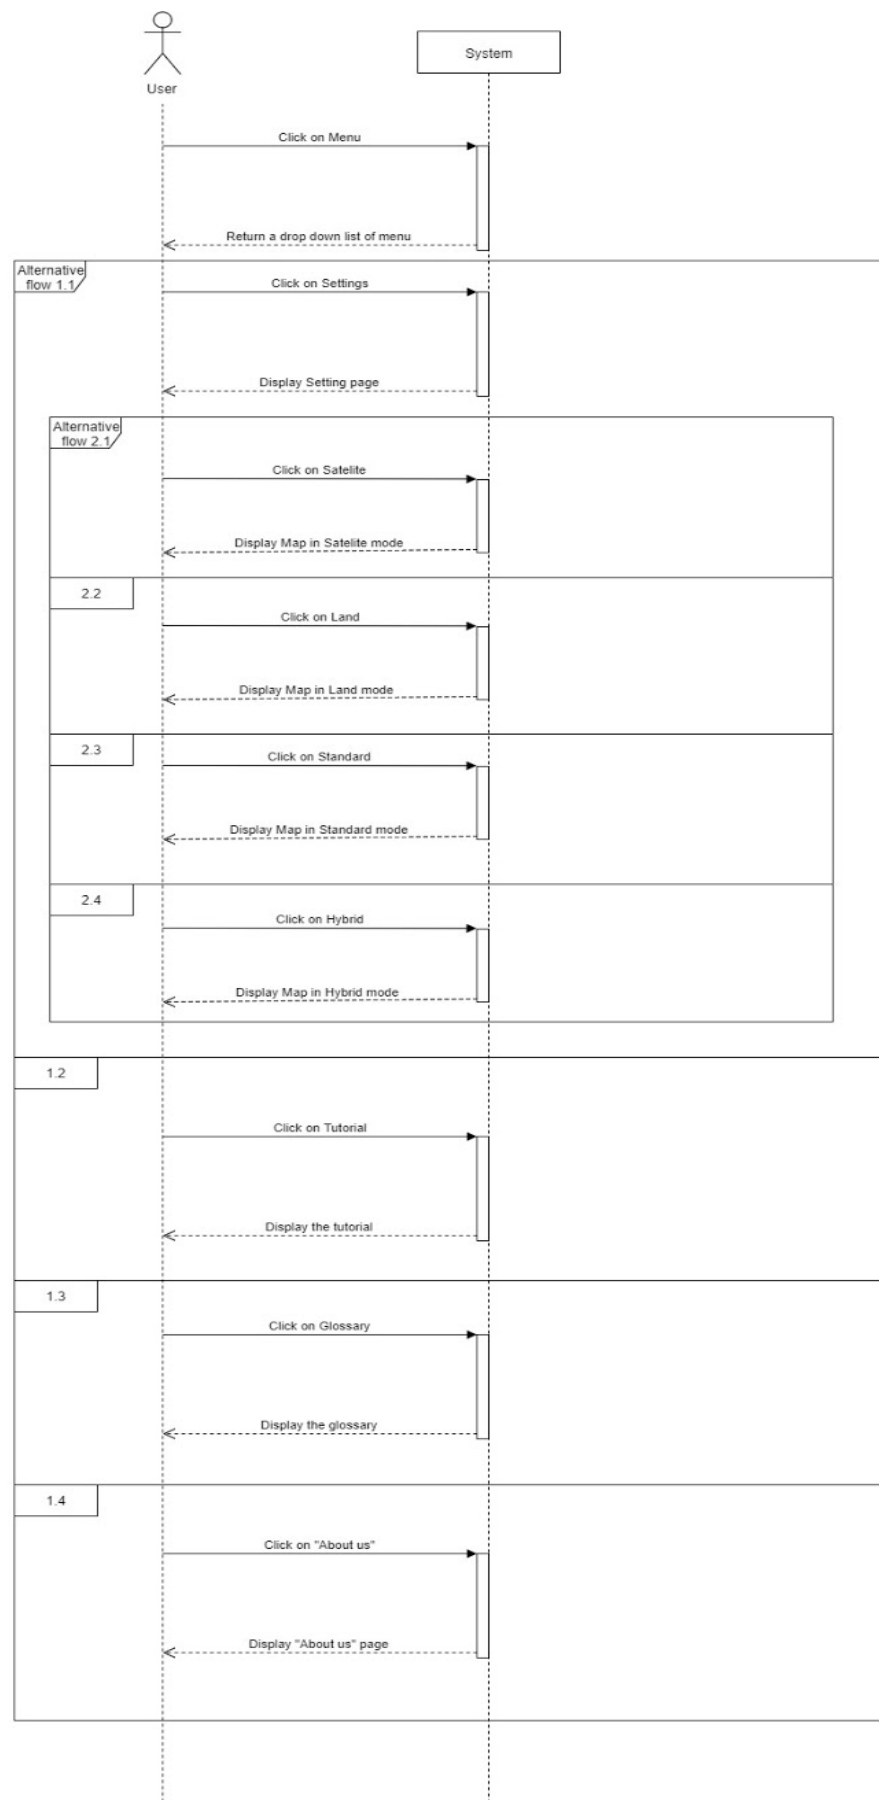 System
User
Click on Menu
Return a drop down list of menu
Alternative
flow 1.1
Click on Settings
Display Setting page
Alternative
flow 2.1
Click on Satelite
Display Map in Satelite mode
2.2
Click on Land
Display Map in Land mode
2.3
Click on Standard
Display Map in Standard mode
2.4
Click on Hybrid
Display Map in Hybrid mode
1.2
Click on Tutorial
Display the tutorial
1.3
Click on Glossary
Display the glossary
1.4
Click on "About us"
Display "About us" page